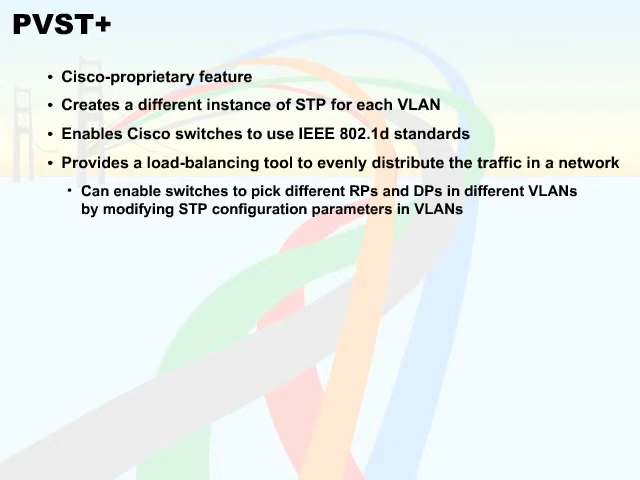 PVST+
• Cisco-proprietary feature
• Creates a different instance of STP for each VLAN
• Enables Cisco switches to use IEEE 802.1d standards
• Provides a load-balancing tool to evenly distribute the traffic in a network
• Can enable switches to pick different RPs and DPs in different VLANs
by modifying STP configuration parameters in VLANs